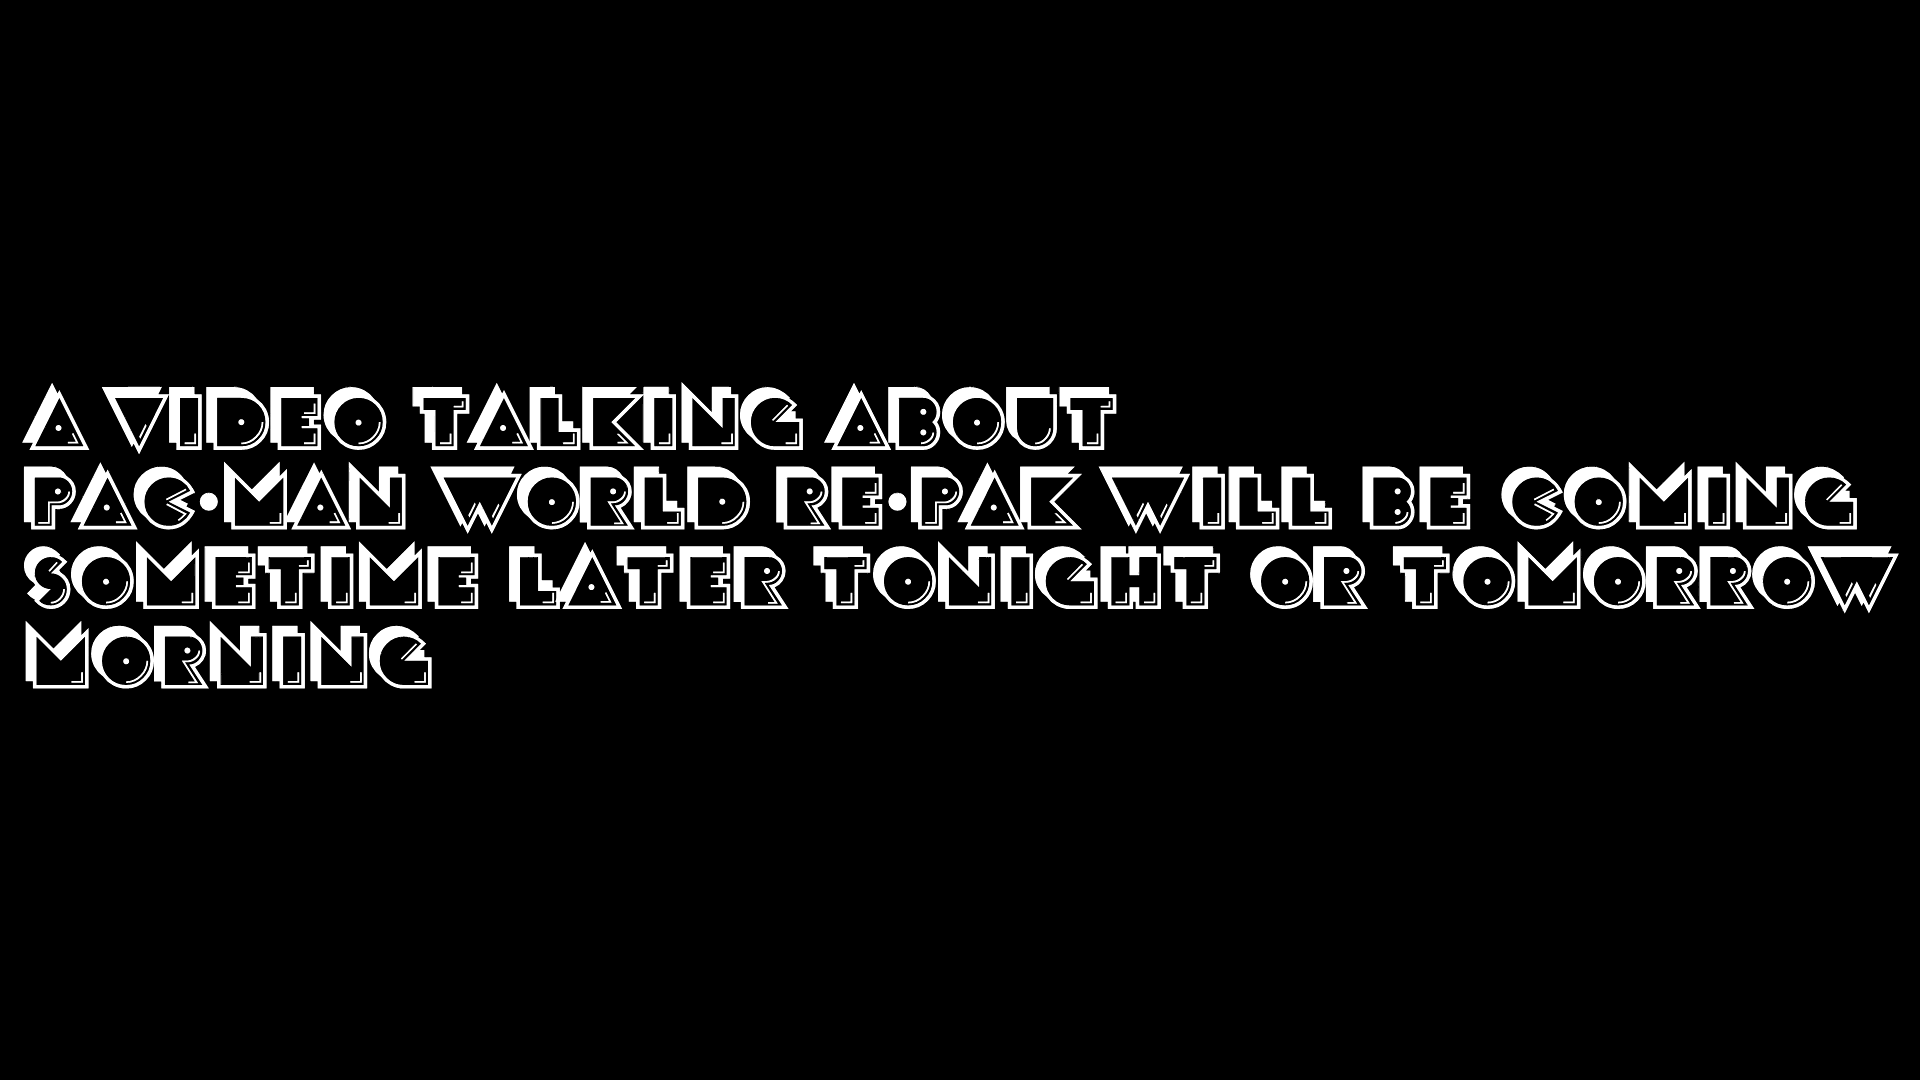 A VIDEO TALKING ABOUT
PAC•MAN WORLD RE•PAK WILL BE COMING
SOMETIME LATER TONIGHT OR TOMORROW
MORNING